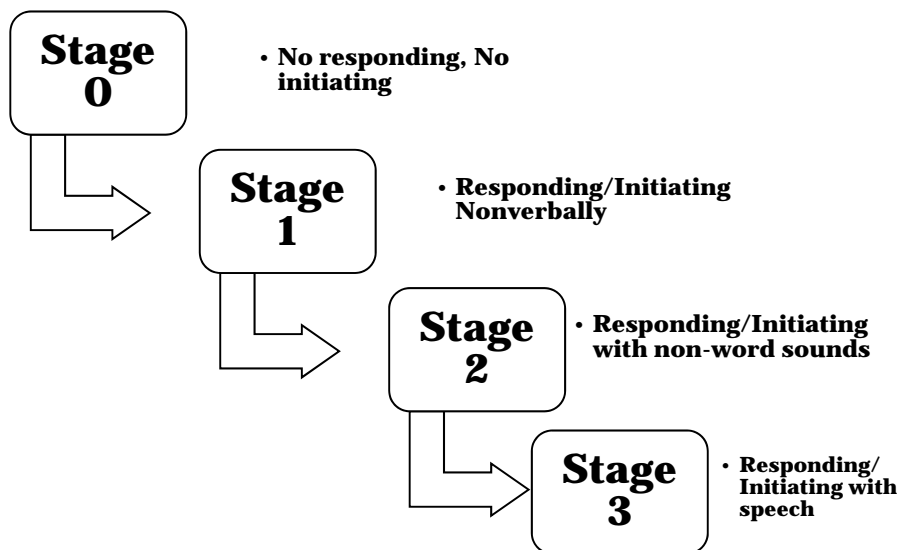 Stage
0
• No responding, No
initiating
Stage
1
• Responding/Initiating
Nonverbally
Stage
2
• Responding/Initiating
with non-word sounds
Stage
3
• Responding/
Initiating with
speech